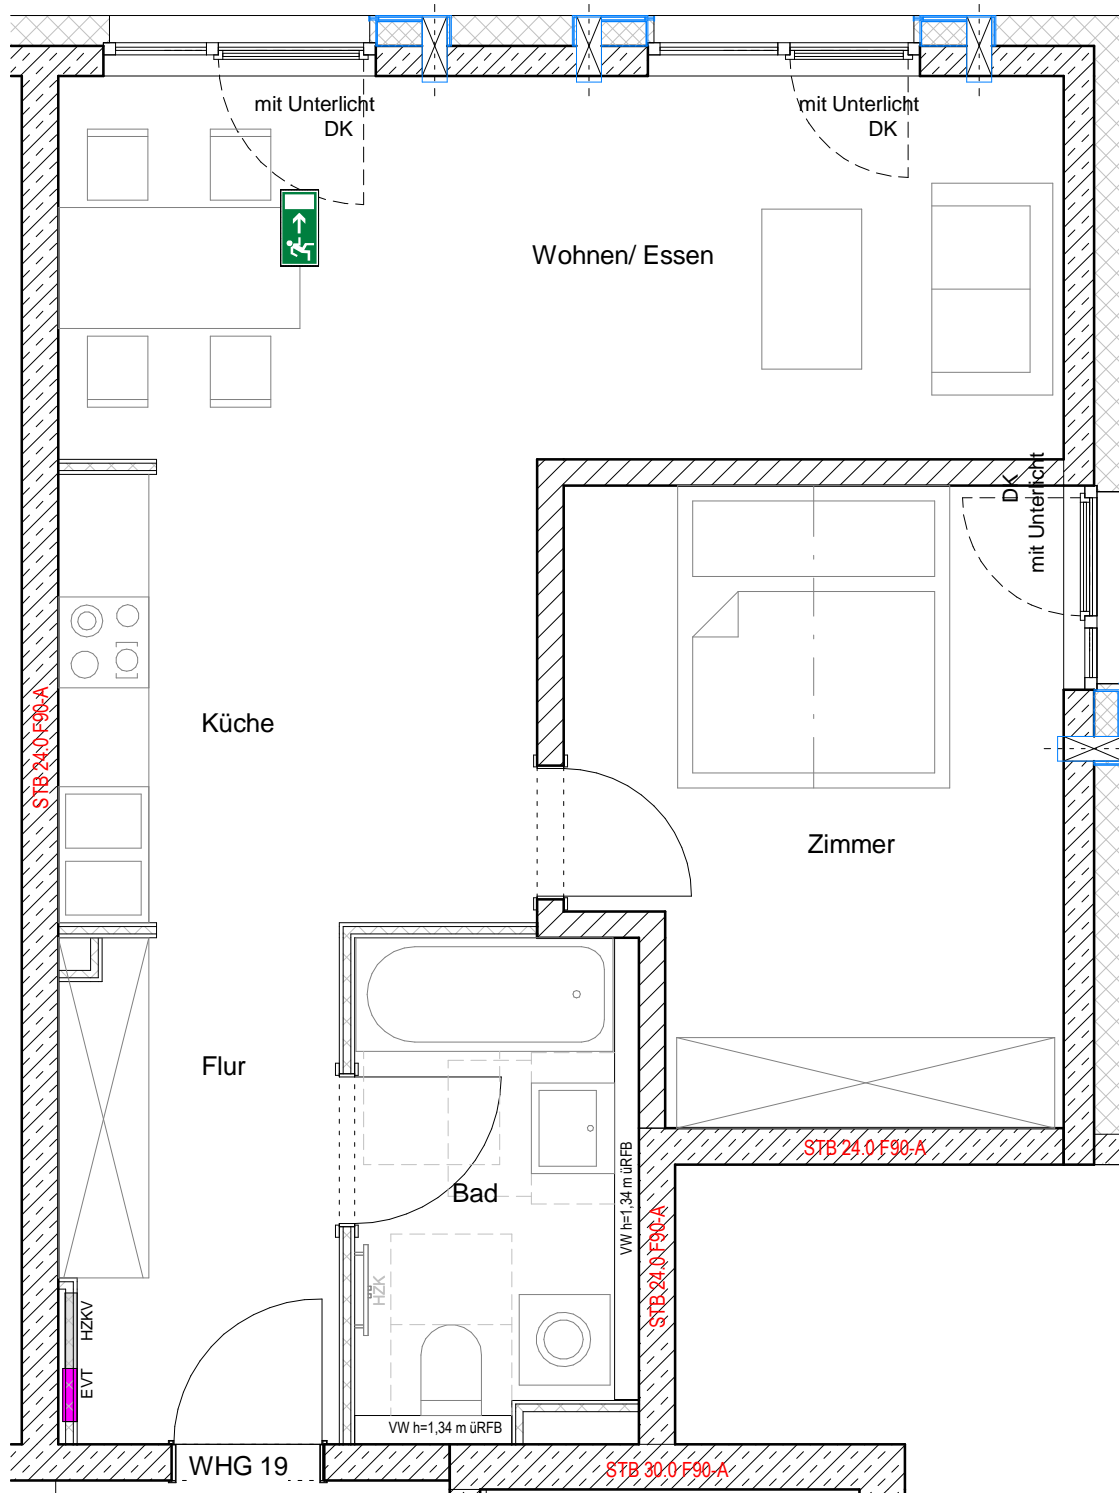 mit Unterlicht
DK
mit Unterlicht
DK
Wohnen/ Essen
DK
mit Unterlicht
STB 24.0 F90-A
Küche
Zimmer
Flur
STB 24.0 F90-A
VW h=1,34 m üRFB
Bad
STB 24.0 F90-A
HZK
HZKV
EVT
VW h=1,34 m üRFB
WHG 19
STB 30.0 F90-A